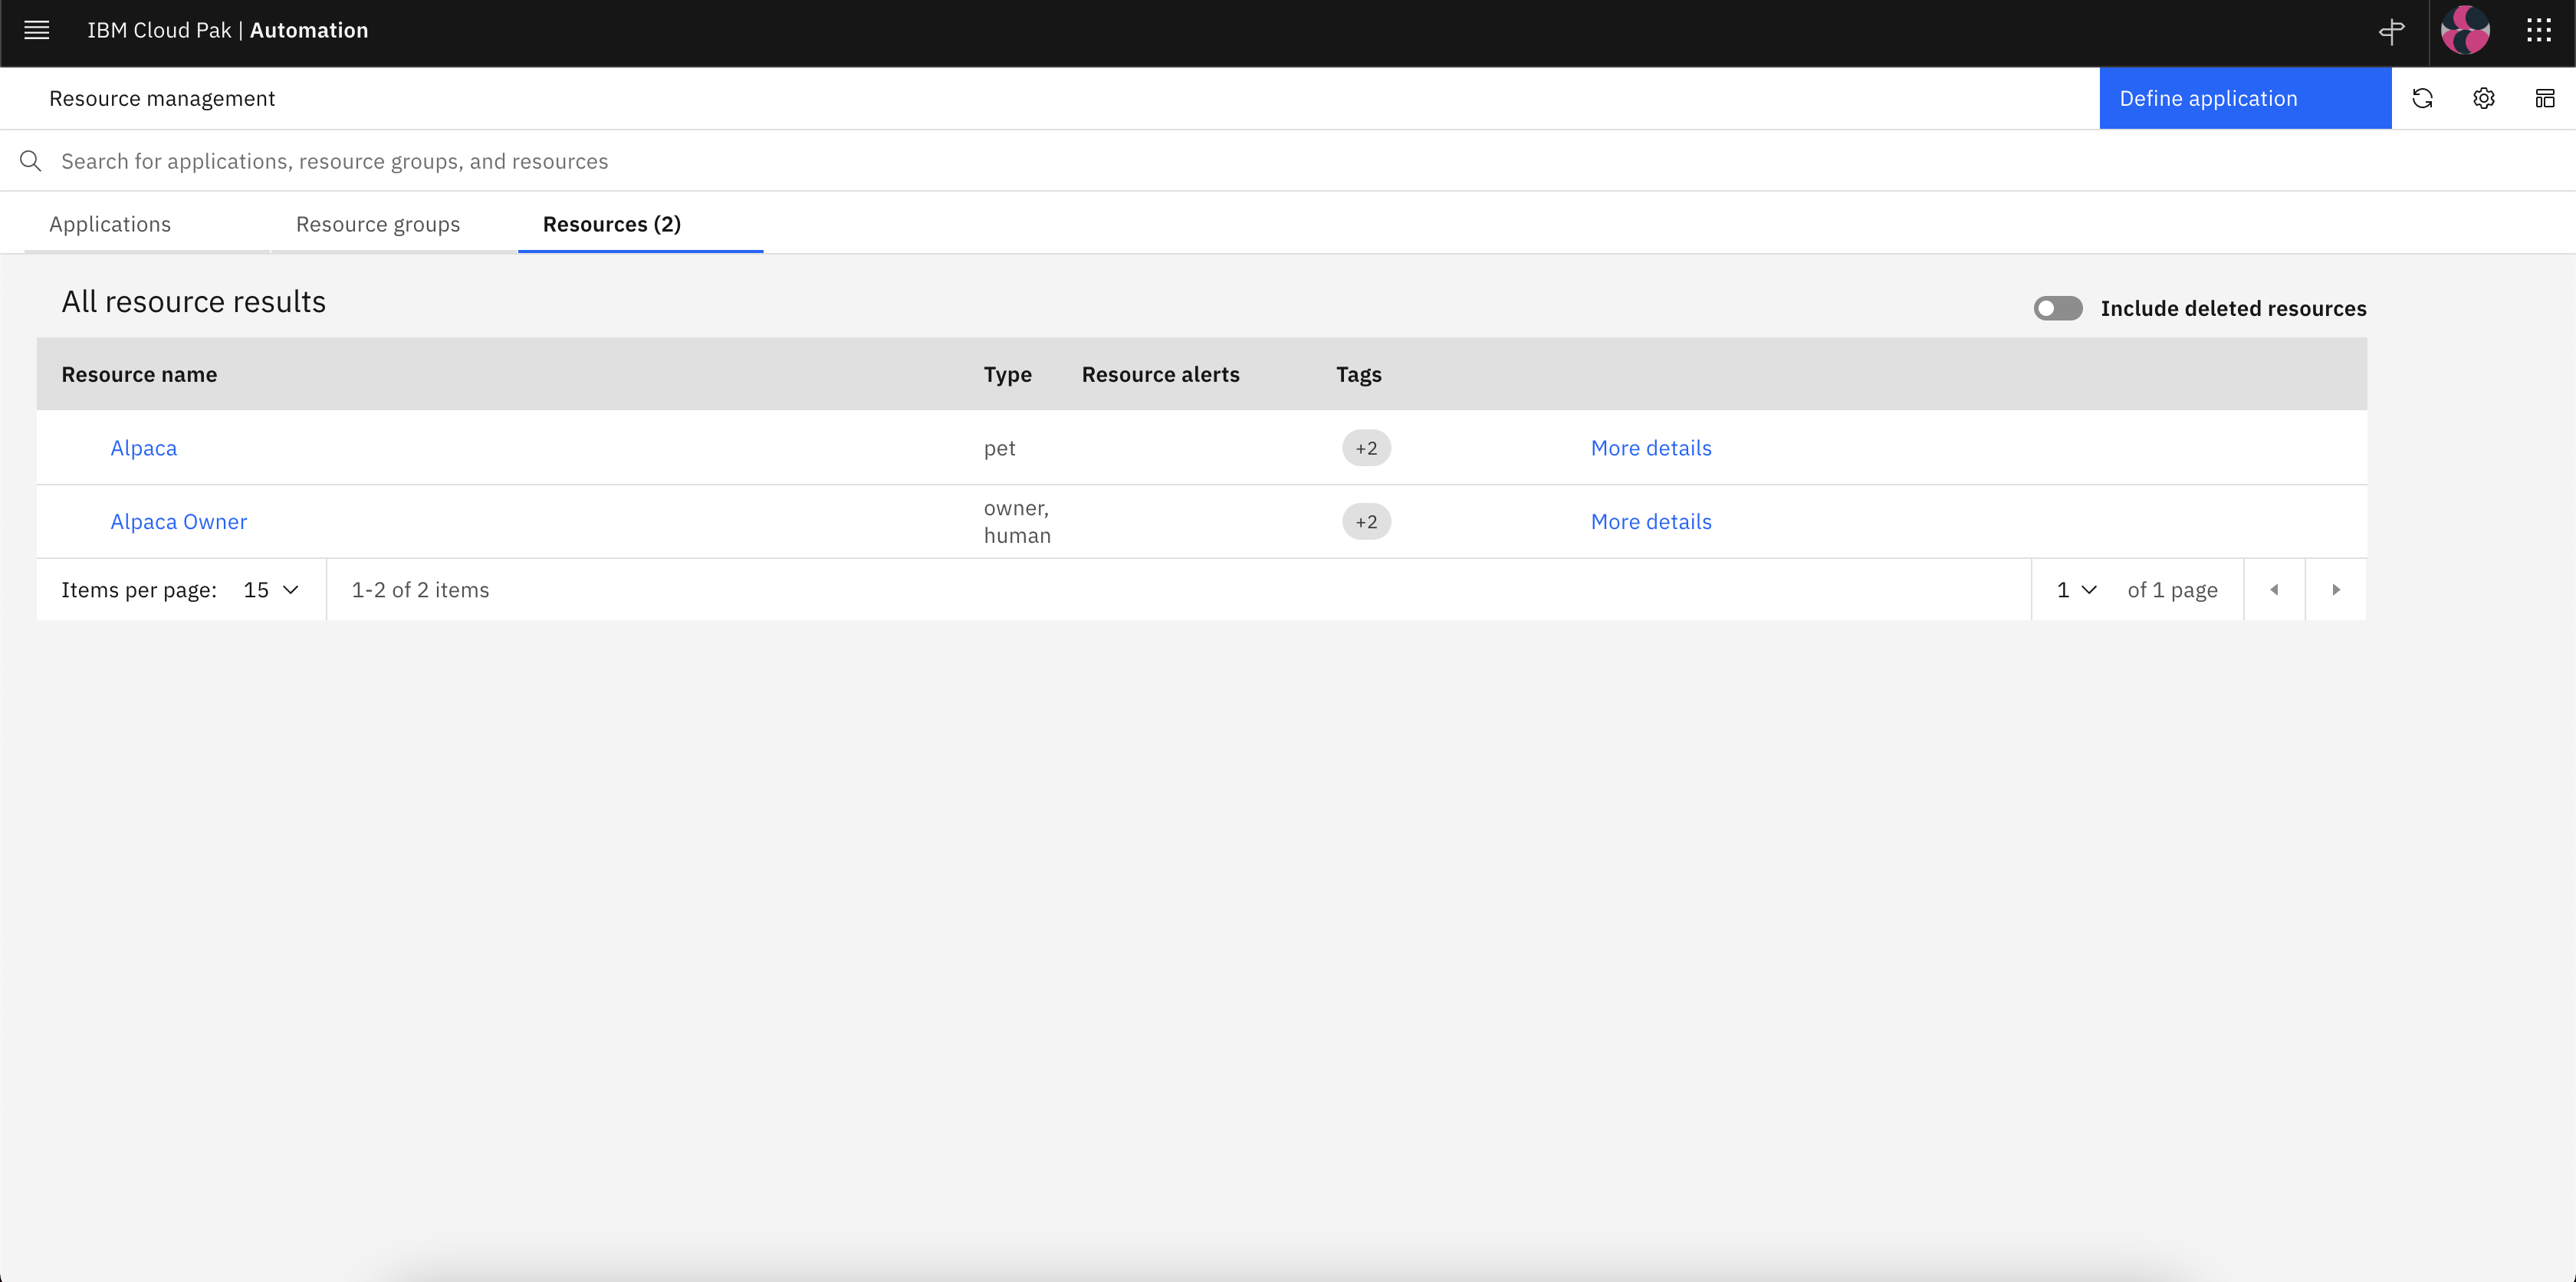 IBM Cloud Pak | Automation
Resource management
Define application
Search for applications, resource groups, and resources
Applications
Resource groups
Resources (2)
All resource results
Include deleted resources
Resource name
Type
Resource alerts
Tags
Alpaca
pet
+2
More details
Alpaca Owner
owner,
human
+2
More details
Items per page: 15
1-2 of 2 items
1
of 1 page